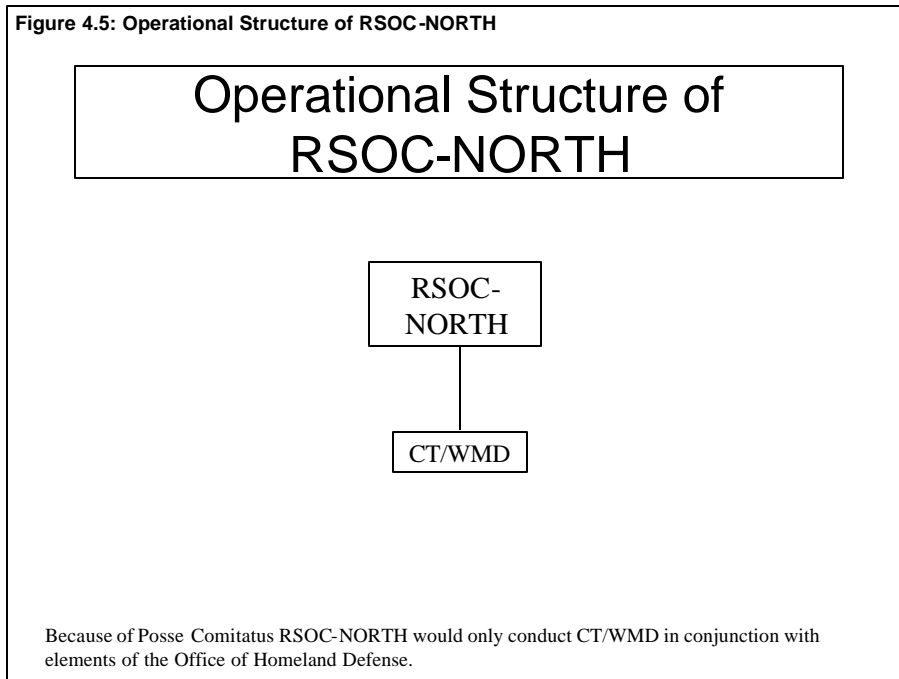 Figure 4.5: Operational Structure of RSOC-NORTH
Operational Structure of
RSOC-NORTH
RSOC-
NORTH
CT/WMD
Because of Posse Comitatus RSOC-NORTH would only conduct CT/WMD in conjunction with
elements of the Office of Homeland Defense.